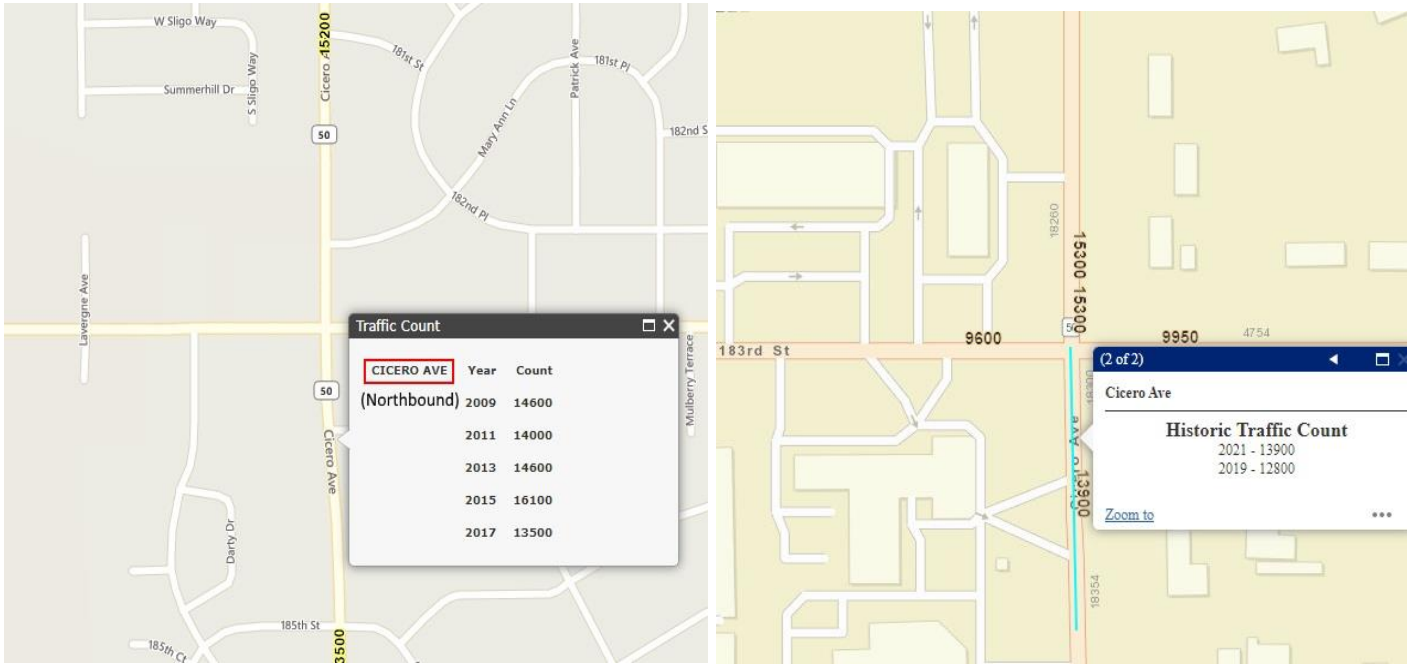 W Sligo Way
S Sligo Way
Summerhill Dr
15200
Cicero A
181st St
Patrick Ave
181st Pl
50
Mary Ann Ln
182nd S
182nd Pl
Lavergne Ave
Traffic Count
CICERO AVE Year Count
(Northbound) 2009 14600
2011 14000
2013 14600
2015 16100
2017 13500
Mulberry Terrace
50
Cicero Ave
Darty Dr
185th St
185th Ct
3500
18260
15300 15300
9600
9950
4754
183rd St
(2 of 2)
Cicero Ave
Historic Traffic Count
2021 - 13900
2019 - 12800
Zoom to
13900
18354